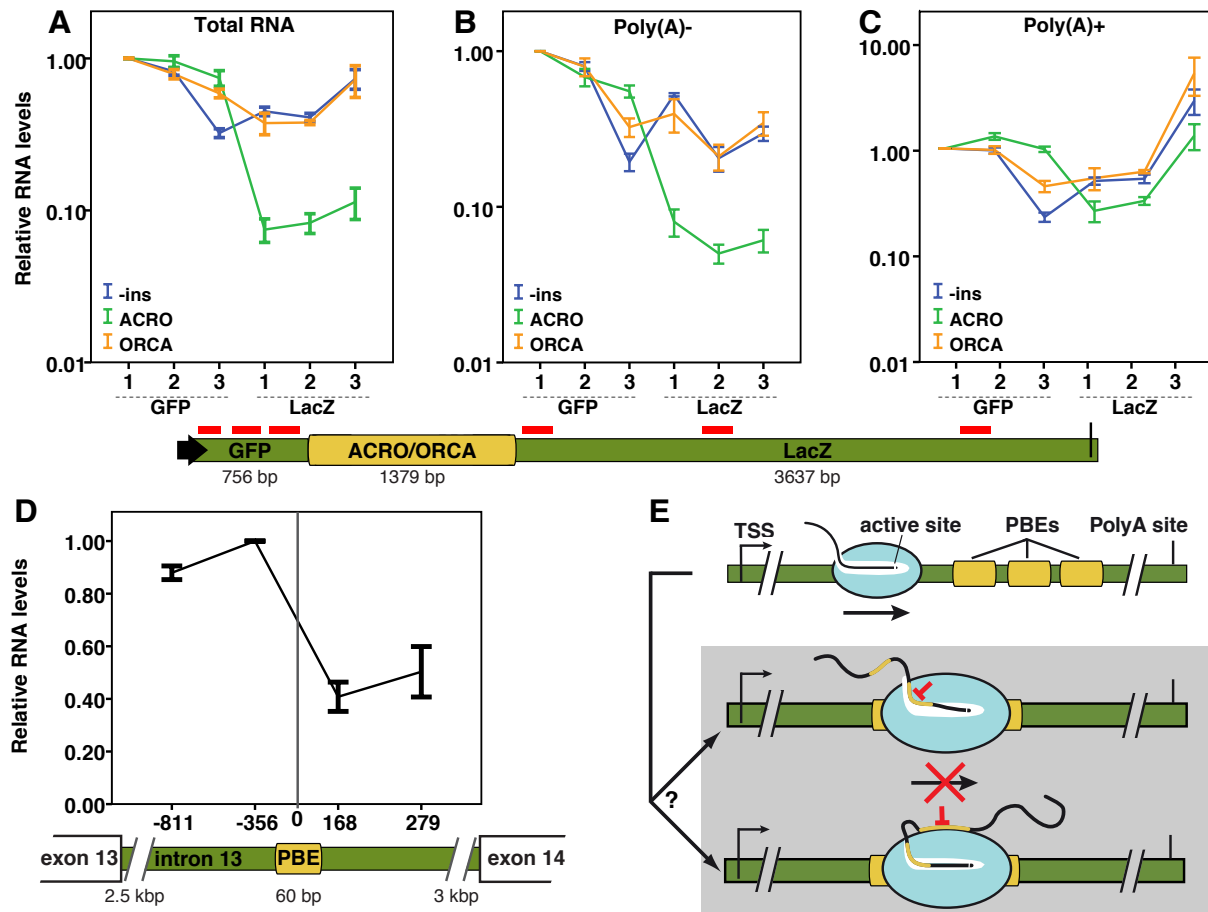 A
Total RNA
Relative RNA levels
1.00
0.10
0.01
-ins
ACRO
ORCA
1 2 3 1 2 3
GFP LacZ
B
Poly(A)-
1.00
0.10
0.01
-ins
ACRO
ORCA
1 2 3 1 2 3
GFP LacZ
C
Poly(A)+
10.00
1.00
0.10
0.01
-ins
ACRO
ORCA
1 2 3 1 2 3
GFP LacZ
GFP ACRO/ORCA LacZ
756 bp 1379 bp 3637 bp
D
Relative RNA levels
1.00
0.80
0.60
0.40
0.20
0.00
-811 -356 0 168 279
exon 13 intron 13 PBE exon 14
2.5 kbp 60 bp 3 kbp
E
TSS active site PBEs PolyA site
?